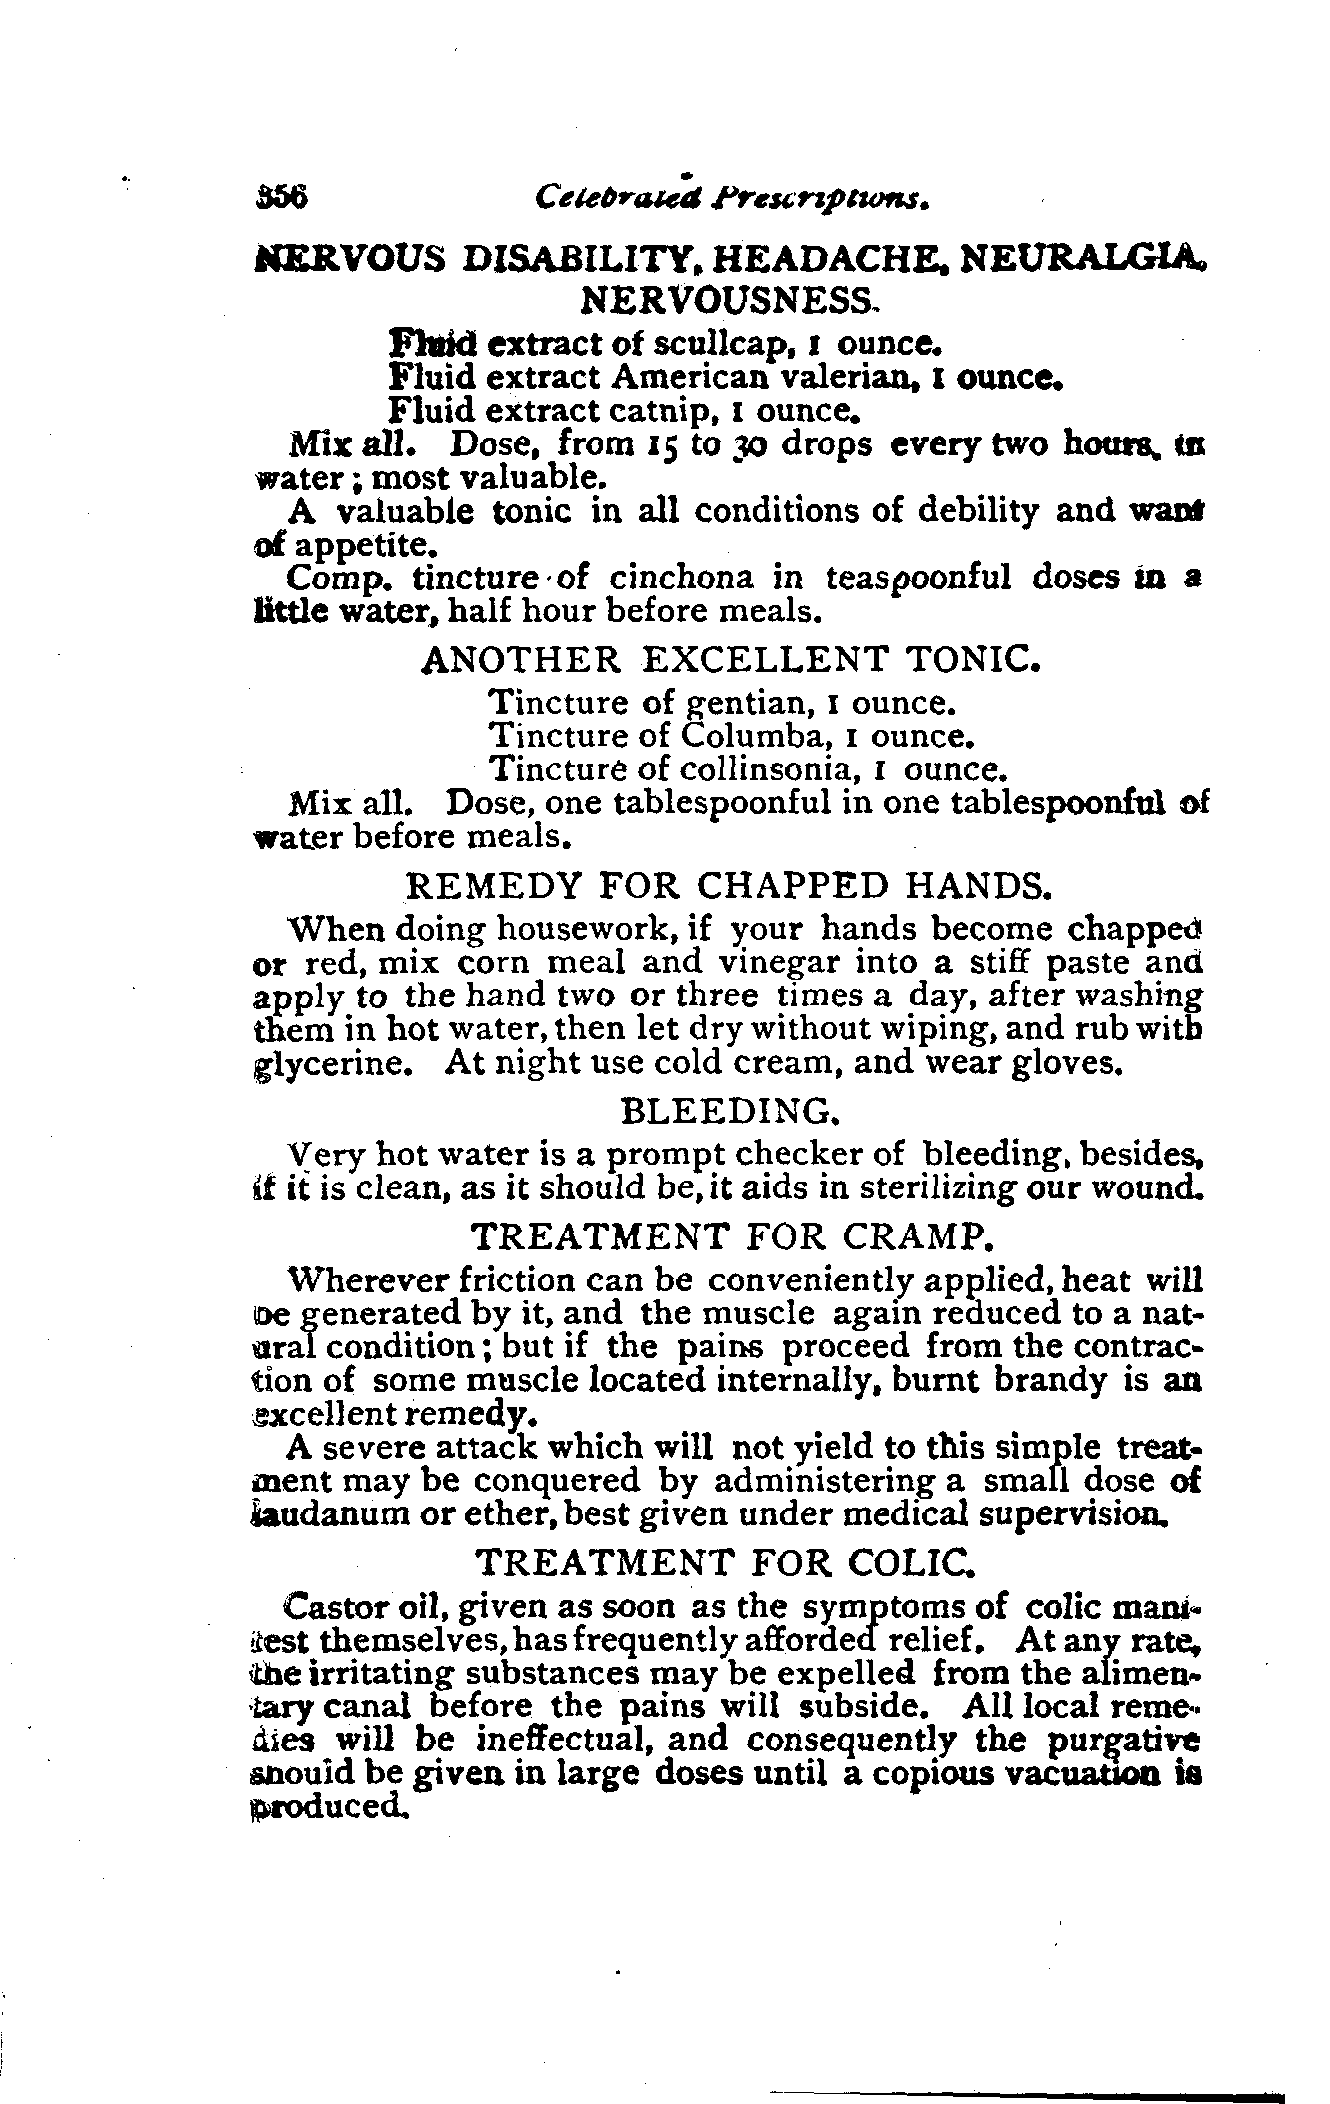 356 Celebrated Prescriptions.
NERVOUS DISABILITY, HEADACHE, NEURALGIA,
NERVOUSNESS.
Fluid extract of scullcap, 1 ounce.
Fluid extract American valerian, 1 ounce.
Fluid extract catnip, 1 ounce.
Mix all. Dose, from 15 to 30 drops every two hours, in
water; most valuable.
A valuable tonic in all conditions of debility and want
of appetite.
Comp. tincture of cinchona in teaspoonful doses in a
little water, half hour before meals.
ANOTHER EXCELLENT TONIC.
Tincture of gentian, 1 ounce.
Tincture of Columba, 1 ounce.
Tincture of collinsonia, 1 ounce.
Mix all. Dose, one tablespoonful in one tablespoonful of
water before meals.
REMEDY FOR CHAPPED HANDS.
When doing housework, if your hands become chapped
or red, mix corn meal and vinegar into a stiff paste and
apply to the hand two or three times a day, after washing
them in hot water, then let dry without wiping, and rub with
glycerine. At night use cold cream, and wear gloves.
BLEEDING.
Very hot water is a prompt checker of bleeding, besides,
if it is clean, as it should be, it aids in sterilizing our wound.
TREATMENT FOR CRAMP.
Wherever friction can be conveniently applied, heat will
be generated by it, and the muscle again reduced to a nat-
ural condition; but if the pains proceed from the contrac-
tion of some muscle located internally, burnt brandy is an
excellent remedy.
A severe attack which will not yield to this simple treat-
ment may be conquered by administering a small dose of
laudanum or ether, best given under medical supervision.
TREATMENT FOR COLIC.
Castor oil, given as soon as the symptoms of colic mani-
fest themselves, has frequently afforded relief. At any rate,
the irritating substances may be expelled from the alimen-
tary canal before the pains will subside. All local reme-
dies will be ineffectual, and consequently the purgative
should be given in large doses until a copious vacuation is
produced.